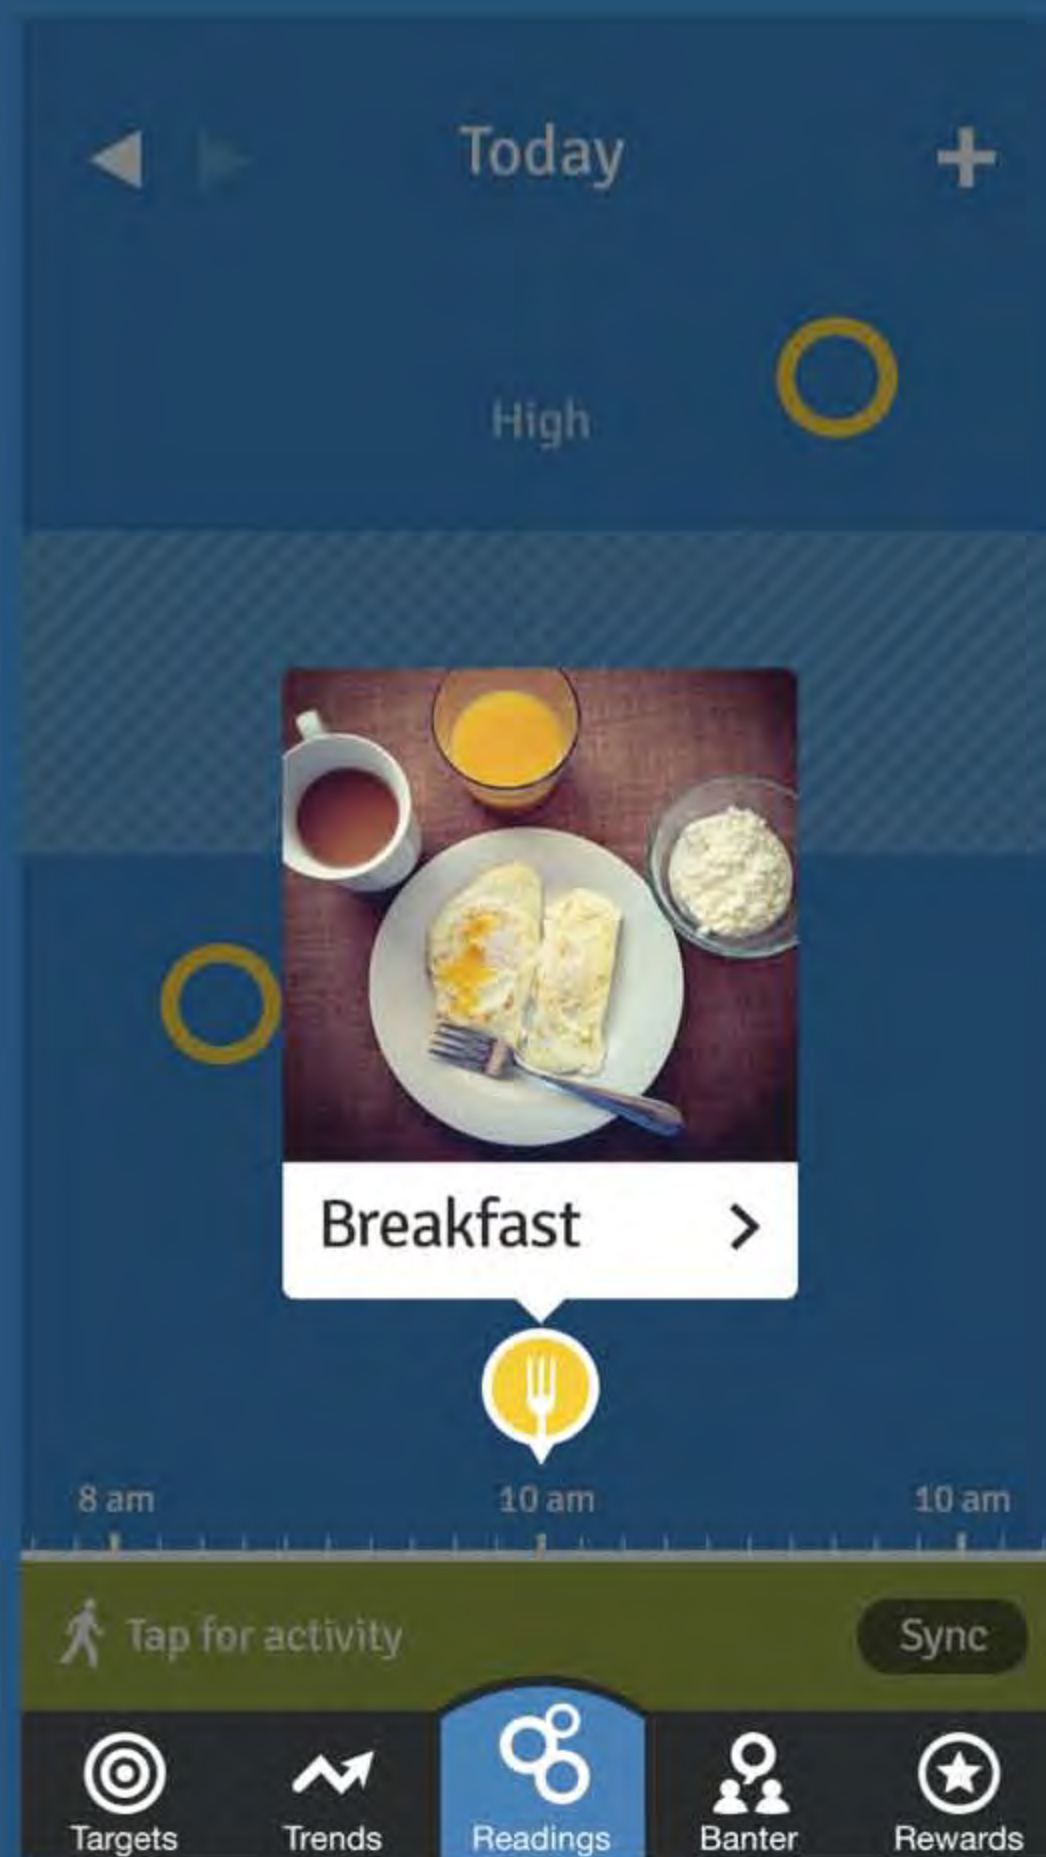 Today
High
Breakfast
8 am 10 am 10 am
Tap for activity Sync
Targets Trends Readings Banter Rewards